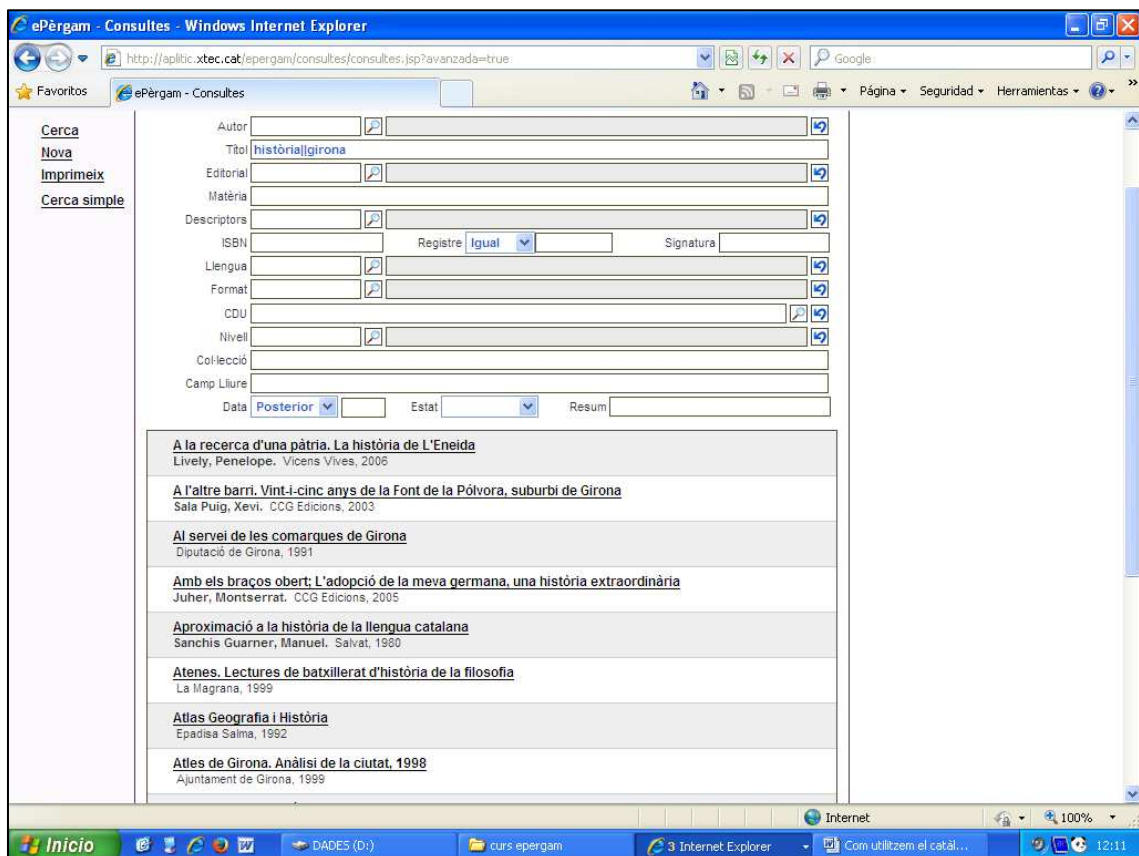 ePèrgam - Consultes - Windows Internet Explorer
http://aplitic.xtec.cat/epergam/consultes/consultes.jsp?avanzada=true
Google
Favoritos
ePèrgam - Consultes
Página
Seguridad
Herramientas
Cerca
Nova
Imprimeix
Cerca simple
Autor
Títol història||girona
Editorial
Matèria
Descriptors
ISBN Registre Igual Signatura
Llengua
Format
CDU
Nivell
Col·lecció
Camp Lliure
Data Posterior Estat Resum
A la recerca d'una pàtria. La història de L'Eneida
Lively, Penelope. Vicens Vives, 2006
A l'altre barri. Vint-i-cinc anys de la Font de la Pólvora, suburbi de Girona
Sala Puig, Xevi. CCG Edicions, 2003
Al servei de les comarques de Girona
Diputació de Girona, 1991
Amb els braços obert; L'adopció de la meva germana, una història extraordinària
Juher, Montserrat. CCG Edicions, 2005
Aproximació a la història de la llengua catalana
Sanchis Guarner, Manuel. Salvat, 1980
Atenes. Lectures de batxillerat d'història de la filosofia
La Magrana, 1999
Atlas Geografia i Història
Epadisa Salma, 1992
Atles de Girona. Anàlisi de la ciutat, 1998
Ajuntament de Girona, 1999
Internet
100%
Inicio
DADES (D:)
curs epergam
3 Internet Explorer
Com utilitzem el catàl...
12:11